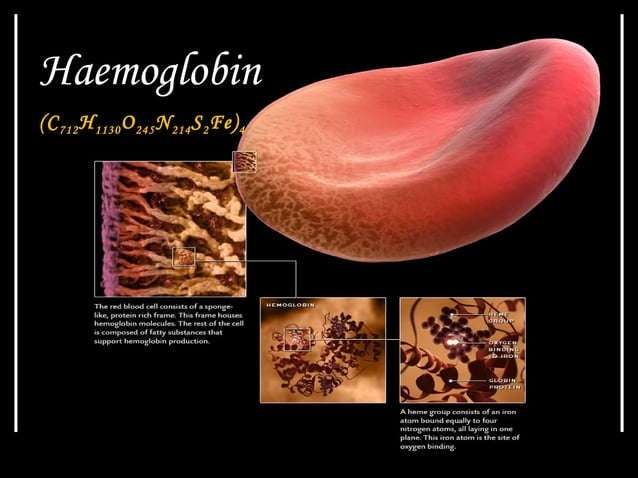 Haemoglobin
(C712H1130O245N214S2Fe)4
The red blood cell consists of a sponge-
like, protein rich frame. This frame houses
hemoglobin molecules. The rest of the cell
is composed of fatty substances that
support hemoglobin production.
HEMOGLOBIN
HEME
GROUP
OXYGEN
BINDING
TO IRON
GLOBIN
PROTEIN
A heme group consists of an iron
atom bound equally to four
nitrogen atoms, all laying in one
plane. This iron atom is the site of
oxygen binding.